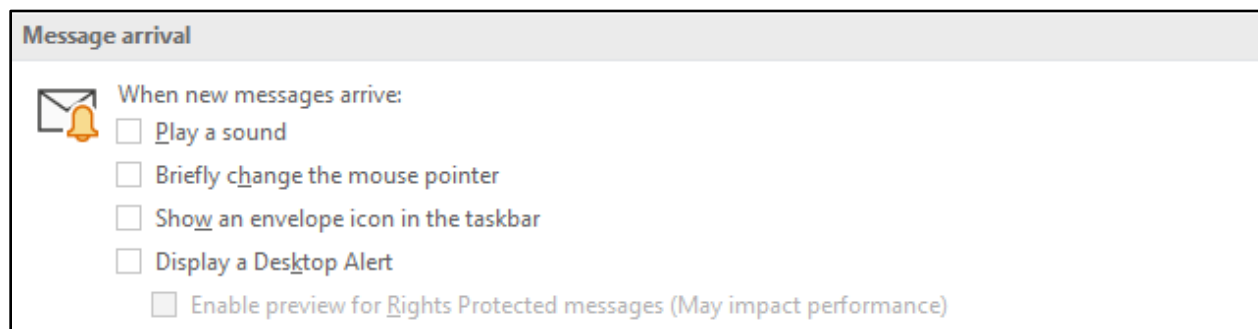 Message arrival
When new messages arrive:
Play a sound
Briefly change the mouse pointer
Show an envelope icon in the taskbar
Display a Desktop Alert
Enable preview for Rights Protected messages (May impact performance)